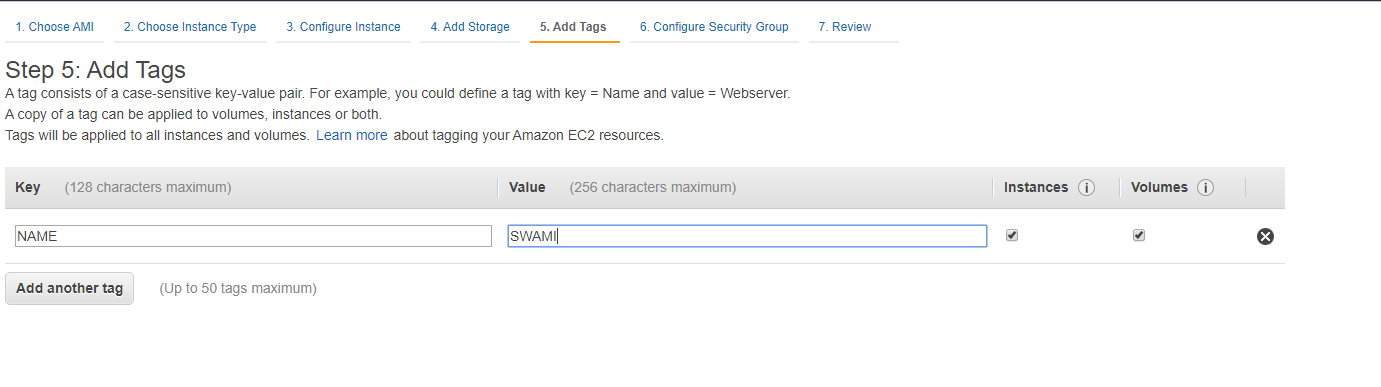 1. Choose AMI 2. Choose Instance Type 3. Configure Instance 4. Add Storage 5. Add Tags 6. Configure Security Group 7. Review
Step 5: Add Tags
A tag consists of a case-sensitive key-value pair. For example, you could define a tag with key = Name and value = Webserver.
A copy of a tag can be applied to volumes, instances or both.
Tags will be applied to all instances and volumes. Learn more about tagging your Amazon EC2 resources.
Key (128 characters maximum) Value (256 characters maximum) Instances i Volumes i
NAME SWAMI
Add another tag (Up to 50 tags maximum)